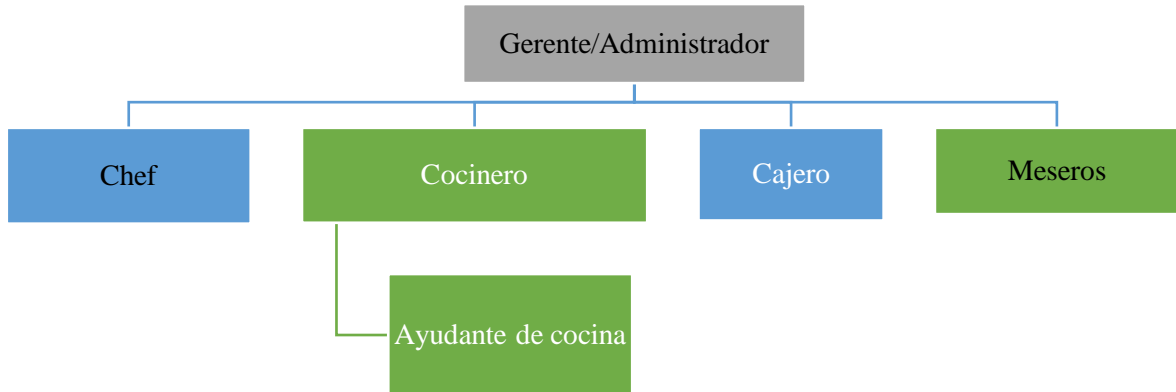 Gerente/Administrador
Chef
Cocinero
Cajero
Meseros
Ayudante de cocina